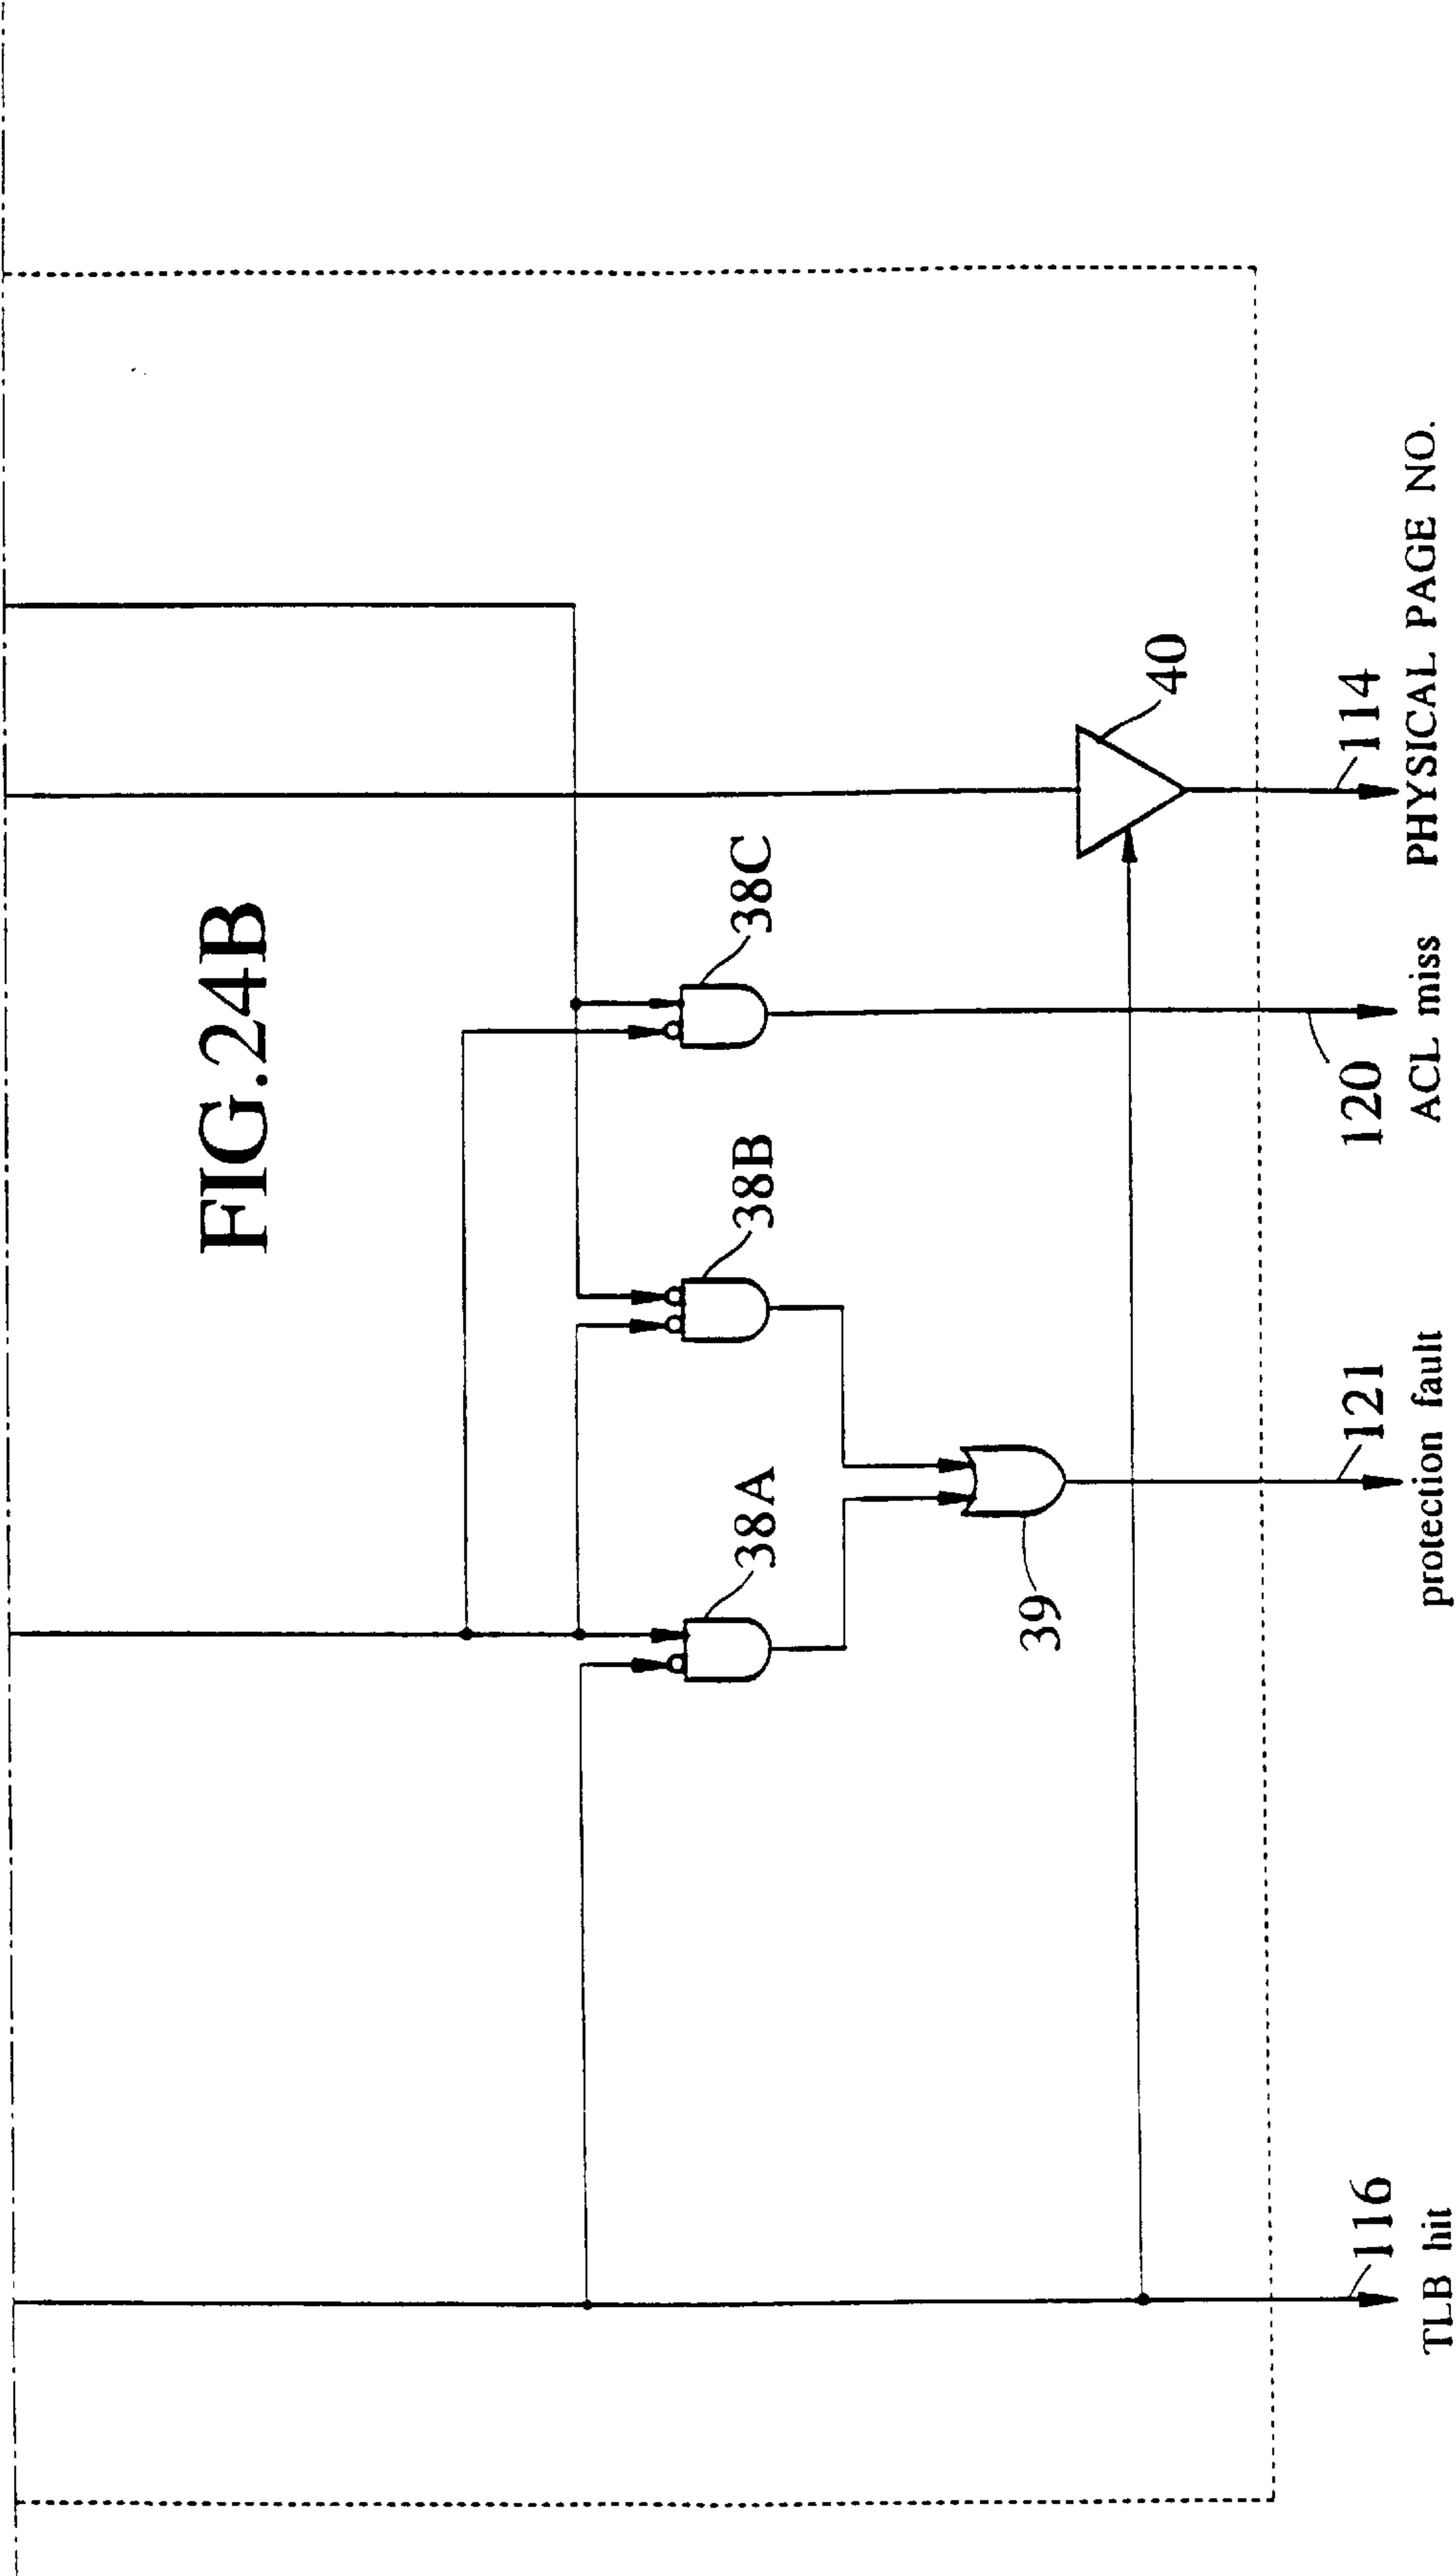 FIG.24B
38A
38B
38C
39
40
116
TLB hit
121
protection fault
120
ACL miss
114
PHYSICAL PAGE NO.